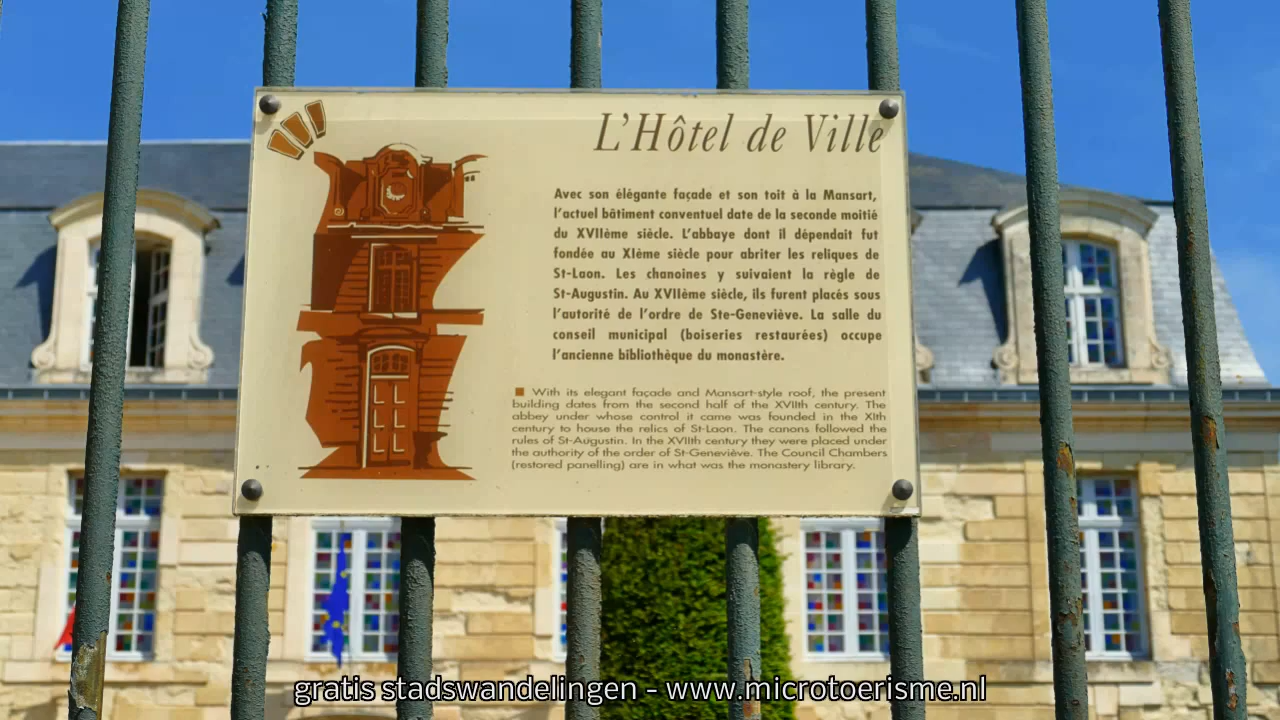 L'Hôtel de Ville
Avec son élégante façade et son toit à la Mansart,
l'actuel bâtiment conventuel date de la seconde moitié
du XVIIème siècle. L'abbaye dont il dépendait fut
fondée au XIème siècle pour abriter les reliques de
St-Laon. Les chanoines y suivaient la règle de
St-Augustin. Au XVIIème siècle, ils furent placés sous
l'autorité de l'ordre de Ste-Geneviève. La salle du
conseil municipal (boiseries restaurées) occupe
l'ancienne bibliothèque du monastère.
With its elegant façade and Mansart-style roof, the present
building dates from the second half of the XVIIth century. The
abbey under whose control it came was founded in the XIth
century to house the relics of St-Laon. The canons followed the
rules of St-Augustin. In the XVIIth century they were placed under
the authority of the order of St-Geneviève. The Council Chambers
(restored panelling) are in what was the monastery library.
gratis stadswandelingen - www.microtoerisme.nl